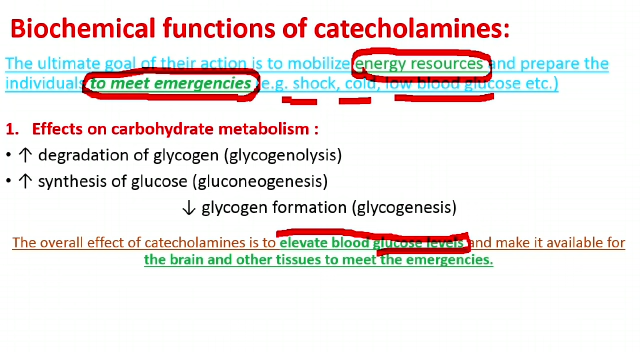 Biochemical functions of catecholamines:
The ultimate goal of their action is to mobilize energy resources and prepare the
individuals to meet emergencies (e.g. shock, cold, low blood glucose etc.)
1. Effects on carbohydrate metabolism :
• ↑ degradation of glycogen (glycogenolysis)
• ↑ synthesis of glucose (gluconeogenesis)
↓ glycogen formation (glycogenesis)
The overall effect of catecholamines is to elevate blood glucose levels and make it available for
the brain and other tissues to meet the emergencies.